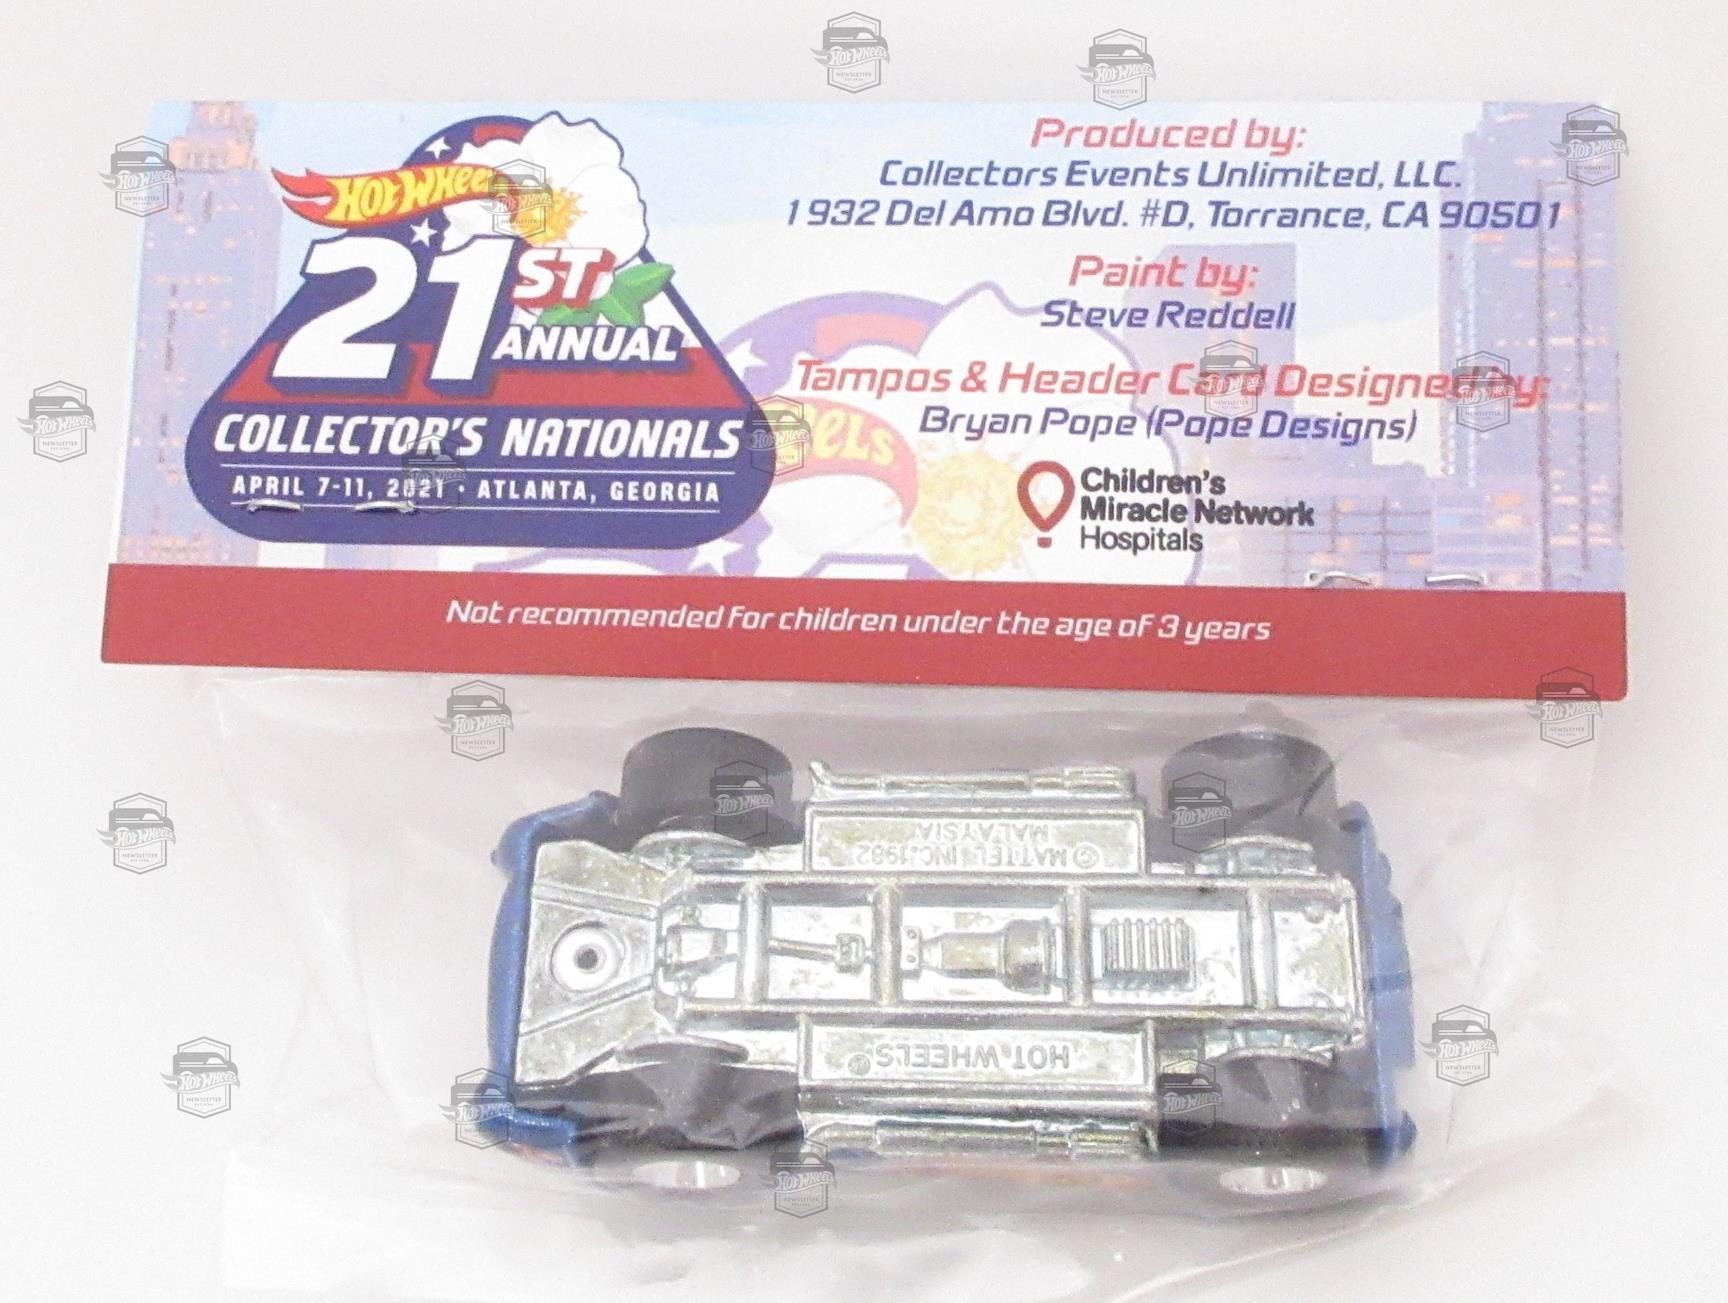 HOT WHEELS
21ST
ANNUAL
COLLECTOR'S NATIONALS
APRIL 7-11, 2021 • ATLANTA, GEORGIA
Produced by:
Collectors Events Unlimited, LLC.
1932 Del Amo Blvd. #D, Torrance, CA 90501
Paint by:
Steve Reddell
Tampos & Header Card Designed by:
Bryan Pope (Pope Designs)
Children's
Miracle Network
Hospitals
Not recommended for children under the age of 3 years
© MATTEL INC. 1982
MALAYSIA
HOT WHEELS®
HOT WHEELS
NEWSLETTER